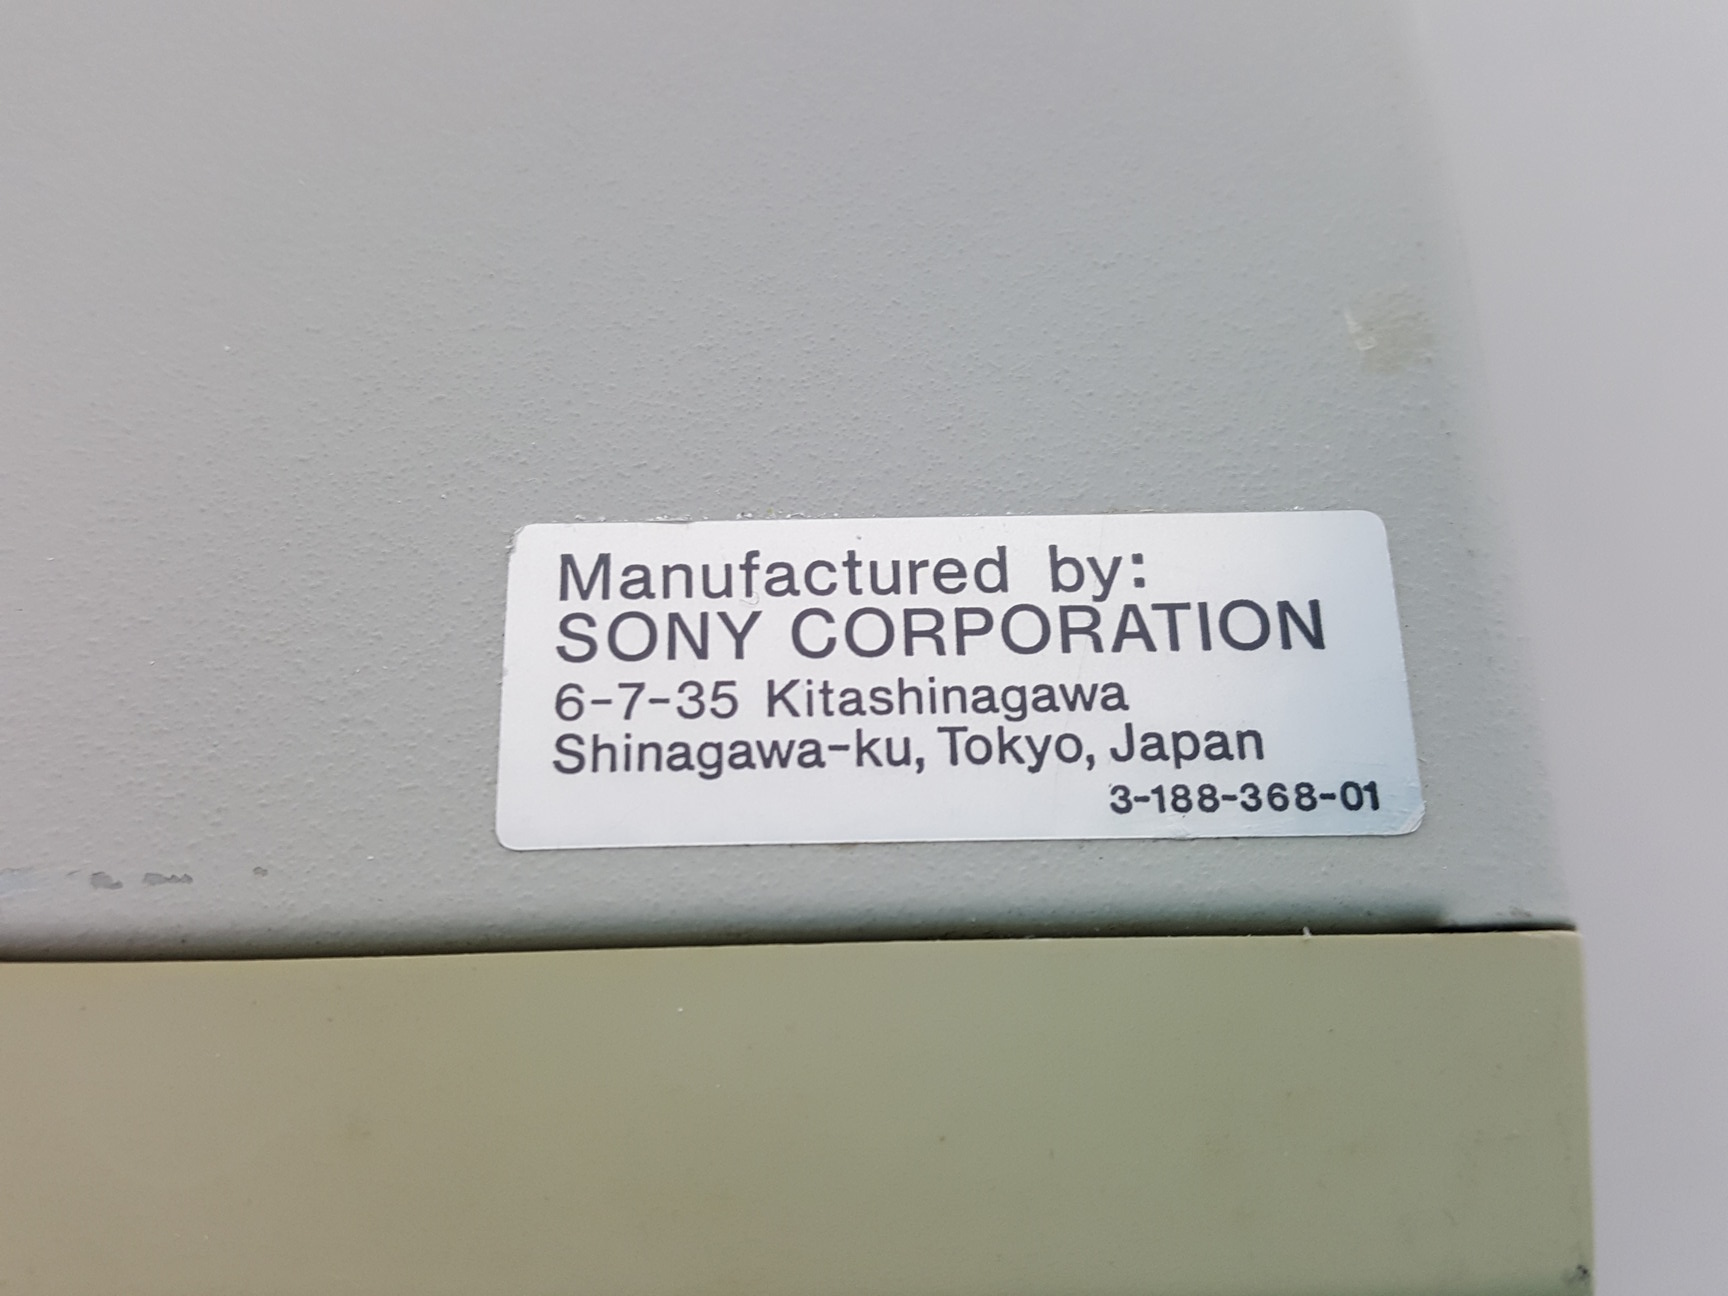 Manufactured by:
SONY CORPORATION
6-7-35 Kitashinagawa
Shinagawa-ku, Tokyo, Japan
3-188-368-01